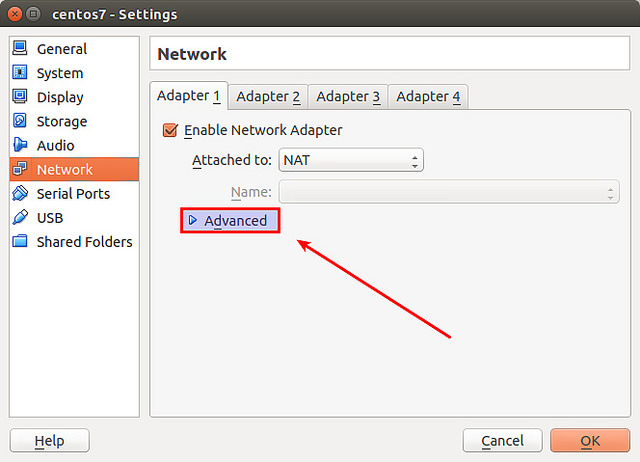 centos7 - Settings
General
System
Display
Storage
Audio
Network
Serial Ports
USB
Shared Folders
Network
Adapter 1 Adapter 2 Adapter 3 Adapter 4
Enable Network Adapter
Attached to: NAT
Name:
Advanced
Help Cancel OK